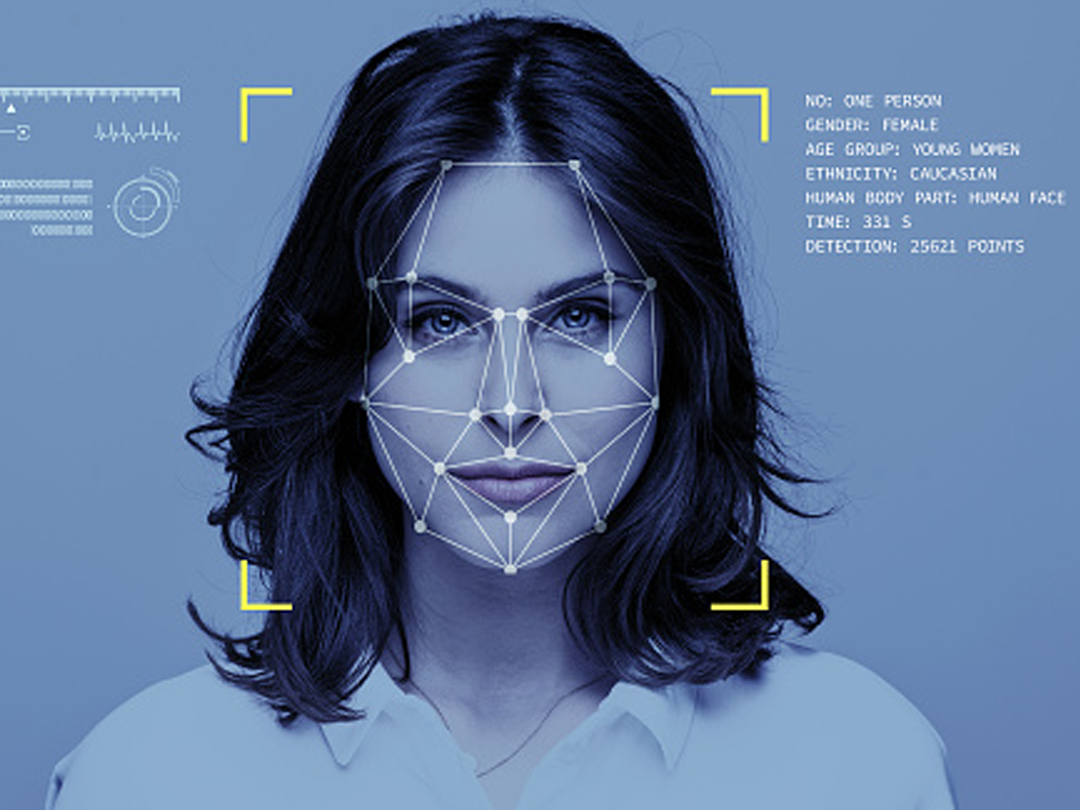 NO: ONE PERSON
GENDER: FEMALE
AGE GROUP: YOUNG WOMEN
ETHNICITY: CAUCASIAN
HUMAN BODY PART: HUMAN FACE
TIME: 331 S
DETECTION: 25621 POINTS